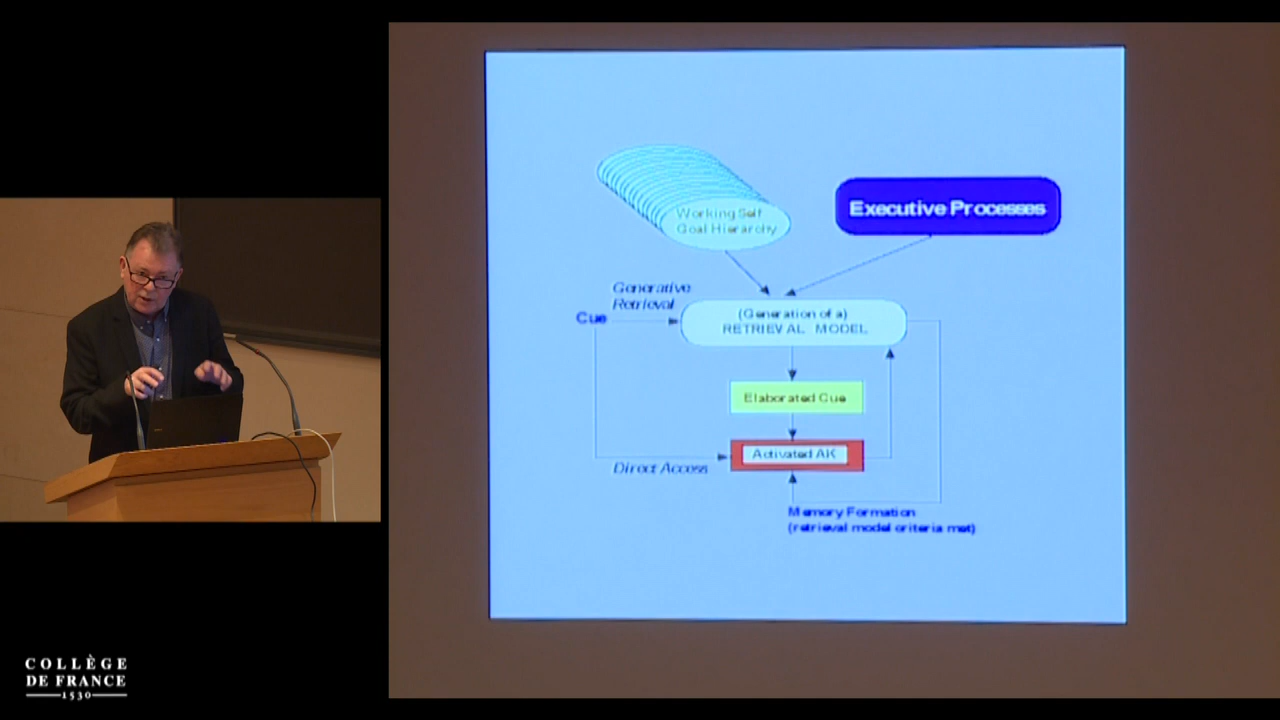 Working Self
Goal Hierarchy
Executive Processes
Generative
Retrieval
Cue
(Generation of a)
RETRIEVAL MODEL
Elaborated Cue
Activated AK
Direct Access
Memory Formation
(retrieval model criteria met)
COLLÈGE
DE FRANCE
1530